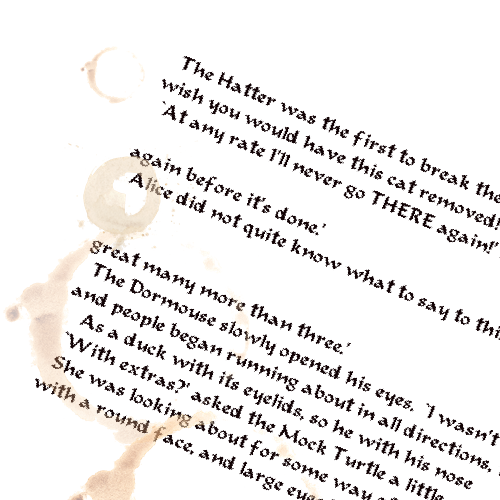 The Hatter was the first to break the
wish you would have this cat removed!
`At any rate I'll never go THERE again!'
again before it's done.'
Alice did not quite know what to say to
great many more than three.'
The Dormouse slowly opened his eyes. `I wasn't
and people began running about in all directions,
As a duck with its eyelids, so he with his nose
`With extras?' asked the Mock Turtle a little
She was looking about for some way
with a round face, and large